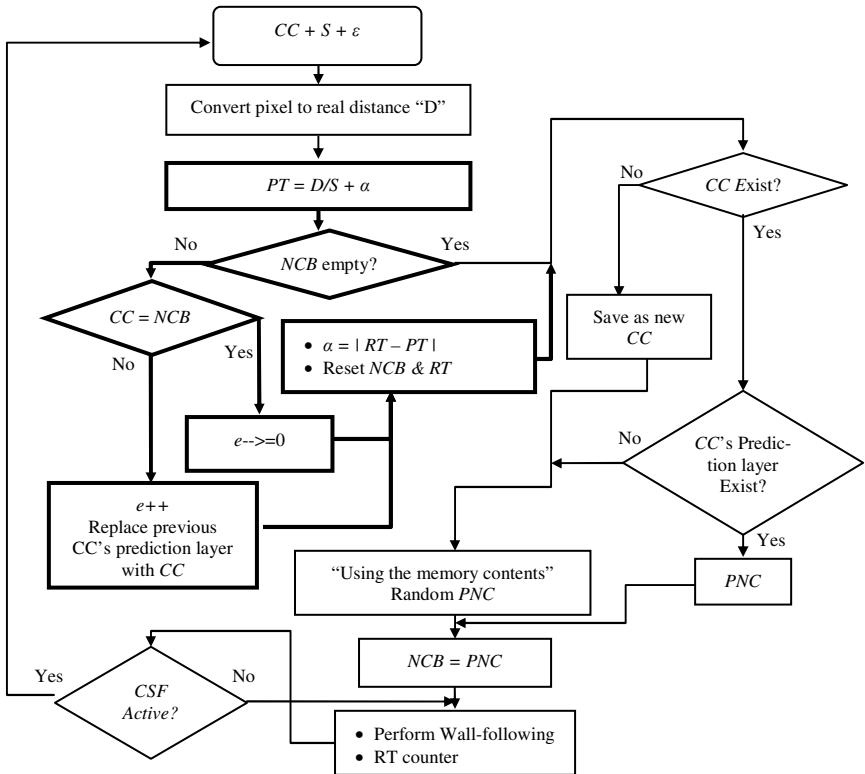 CC + S + ε
Convert pixel to real distance “D”
PT = D/S + α
No
CC Exist?
No
Yes
NCB empty?
Yes
CC = NCB
Save as new
CC
• α = | RT – PT |
• Reset NCB & RT
No
Yes
e-->=0
No
CC’s Predic-
tion layer
Exist?
e++
Replace previous
CC’s prediction layer
with CC
Yes
“Using the memory contents”
Random PNC
PNC
NCB = PNC
Yes
No
CSF
Active?
• Perform Wall-following
• RT counter